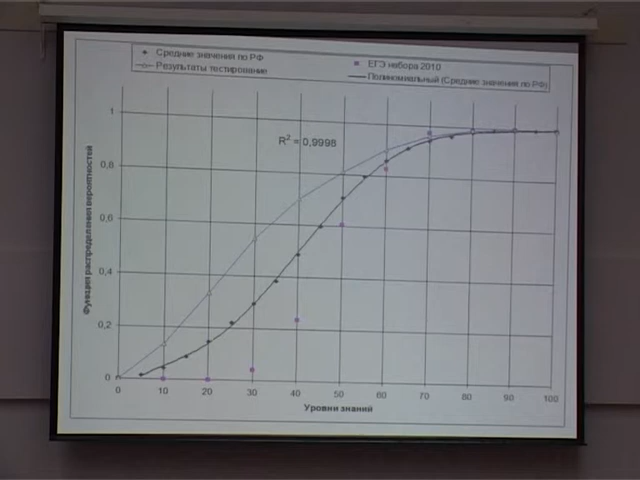 Средние значения по РФ
ЕГЭ набора 2010
Результаты тестирование
Полиномиальный (Средние значения по РФ)
R² = 0,9998
Функция распределения вероятностей
1
0,8
0,6
0,4
0,2
0
0 10 20 30 40 50 60 70 80 90 100
Уровни знаний